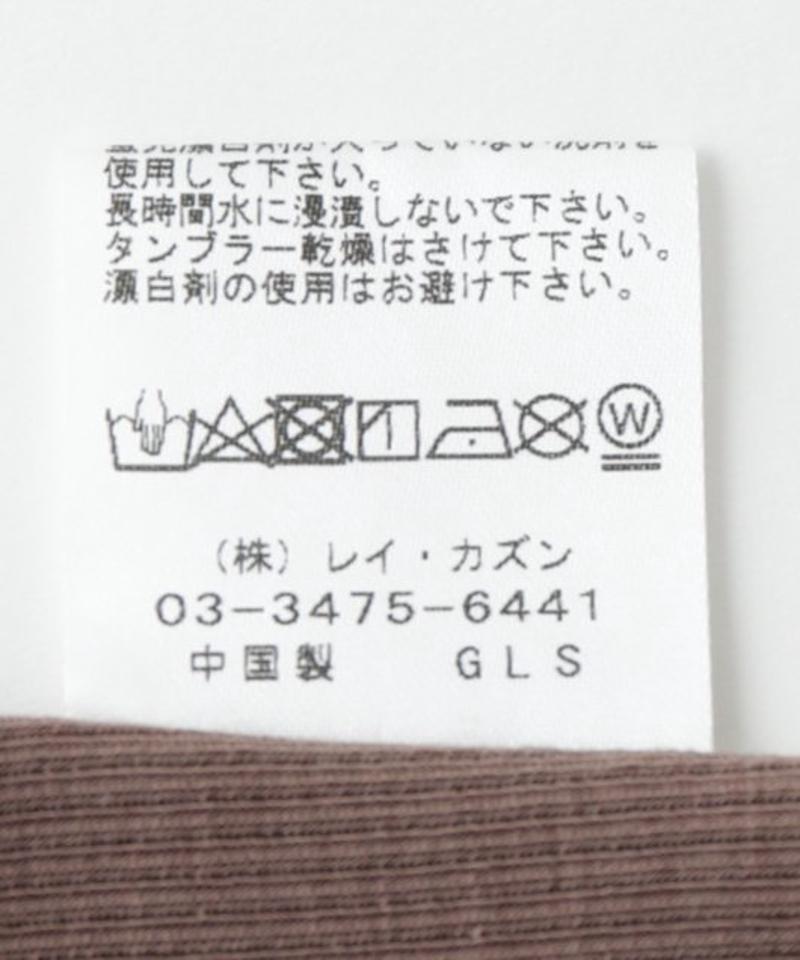 使用して下さい。
長時間水に浸漬しないで下さい。
タンブラー乾燥はさけて下さい。
漂白剤の使用はお避け下さい。
W
（株）レイ・カズン
03-3475-6441
中国製 GLS